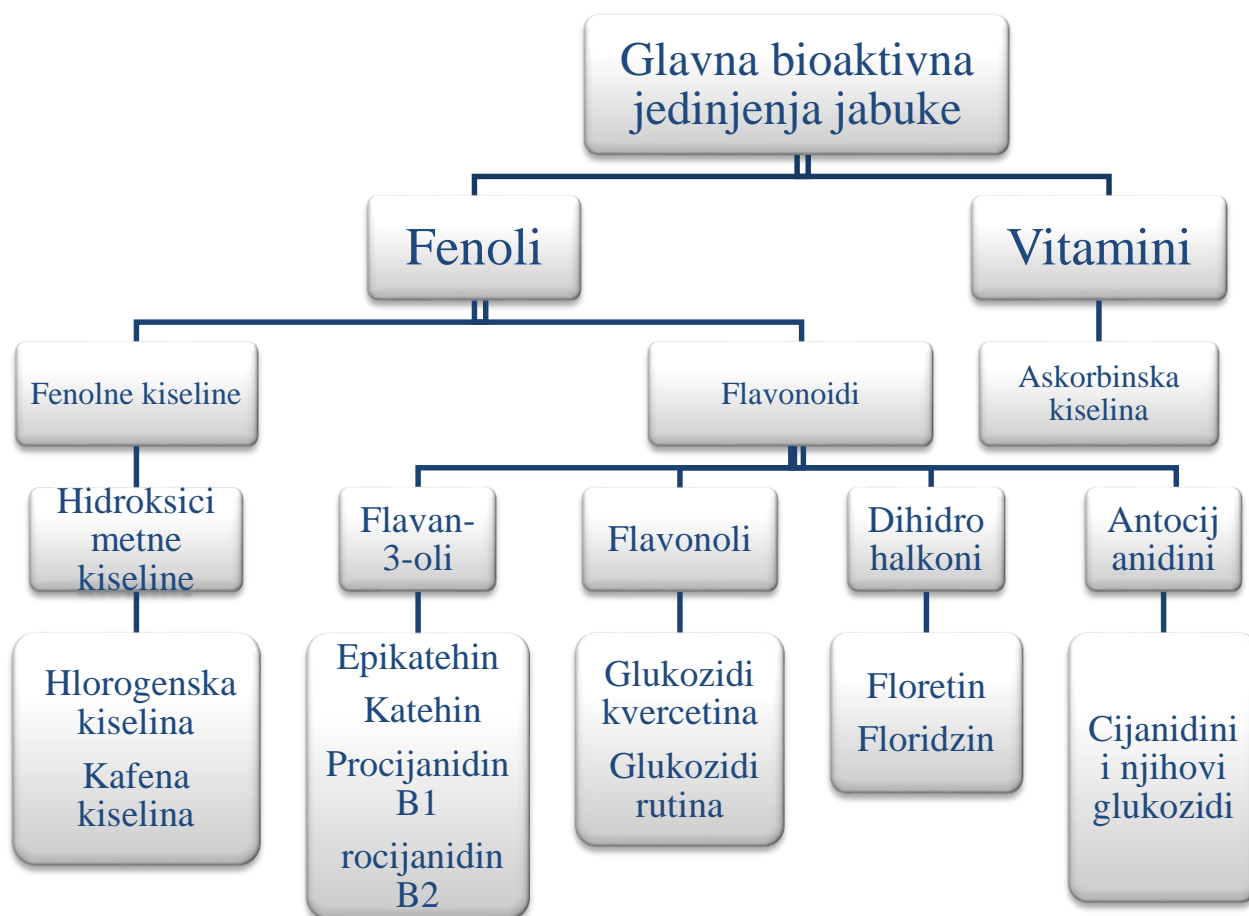 Glavna bioaktivna
jedinjenja jabuke
Fenoli
Vitamini
Fenolne kiseline
Flavonoidi
Askorbinska
kiselina
Hidroksici
metne
kiseline
Flavan-
3-oli
Flavonoli
Dihidro
halkoni
Antocij
anidini
Hlorogenska
kiselina
Kafena
kiselina
Epikatehin
Katehin
Procijanidin
B1
rocijanidin
B2
Glukozidi
kvercetina
Glukozidi
rutina
Floretin
Floridzin
Cijanidini
i njihovi
glukozidi